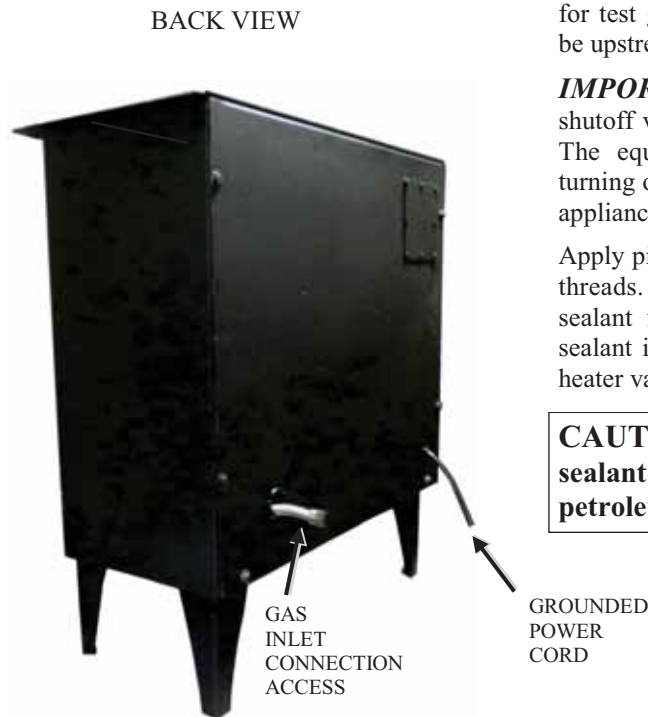 BACK VIEW
GAS
INLET
CONNECTION
ACCESS
GROUNDED
POWER
CORD
for test g
be upstre
IMPOR
shutoff v
The equ
turning o
applianc
Apply pi
threads.
sealant
sealant i
heater va
CAUT
sealant
petrole